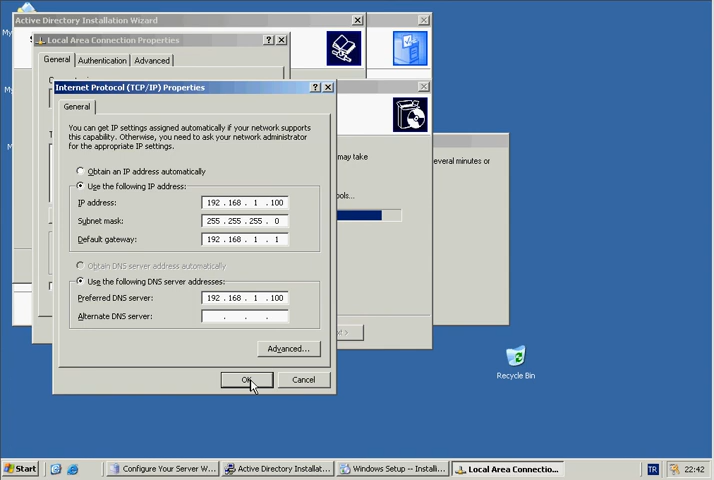 Active Directory Installation Wizard
Local Area Connection Properties
General
Authentication
Advanced
Internet Protocol (TCP/IP) Properties
General
You can get IP settings assigned automatically if your network supports
this capability. Otherwise, you need to ask your network administrator
for the appropriate IP settings.
Obtain an IP address automatically
Use the following IP address:
IP address: 192 . 168 . 1 . 100
Subnet mask: 255 . 255 . 255 . 0
Default gateway: 192 . 168 . 1 . 1
Obtain DNS server address automatically
Use the following DNS server addresses:
Preferred DNS server: 192 . 168 . 1 . 100
Alternate DNS server: . . .
Advanced...
OK
Cancel
may take
everal minutes or
ools...
Recycle Bin
Start
Configure Your Server W...
Active Directory Installat...
Windows Setup -- Installi...
Local Area Connectio...
TR
22:42